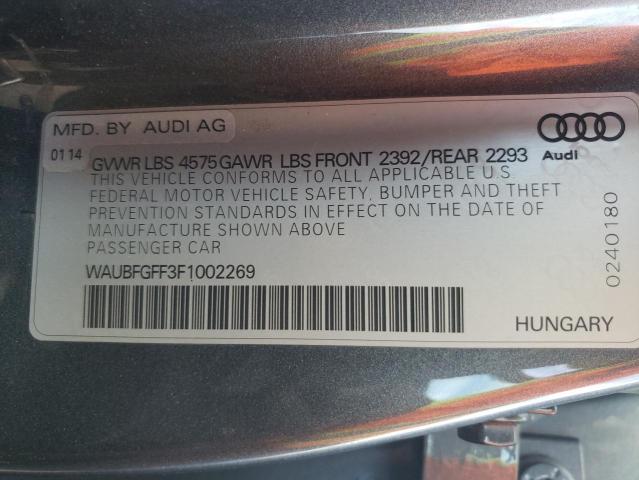 MFD. BY AUDI AG
01 14
GVWR LBS 4575 GAWR LBS FRONT 2392/REAR 2293
Audi
THIS VEHICLE CONFORMS TO ALL APPLICABLE U.S.
FEDERAL MOTOR VEHICLE SAFETY, BUMPER AND THEFT
PREVENTION STANDARDS IN EFFECT ON THE DATE OF
MANUFACTURE SHOWN ABOVE
PASSENGER CAR
WAUBFGFF3F1002269
0240180
HUNGARY